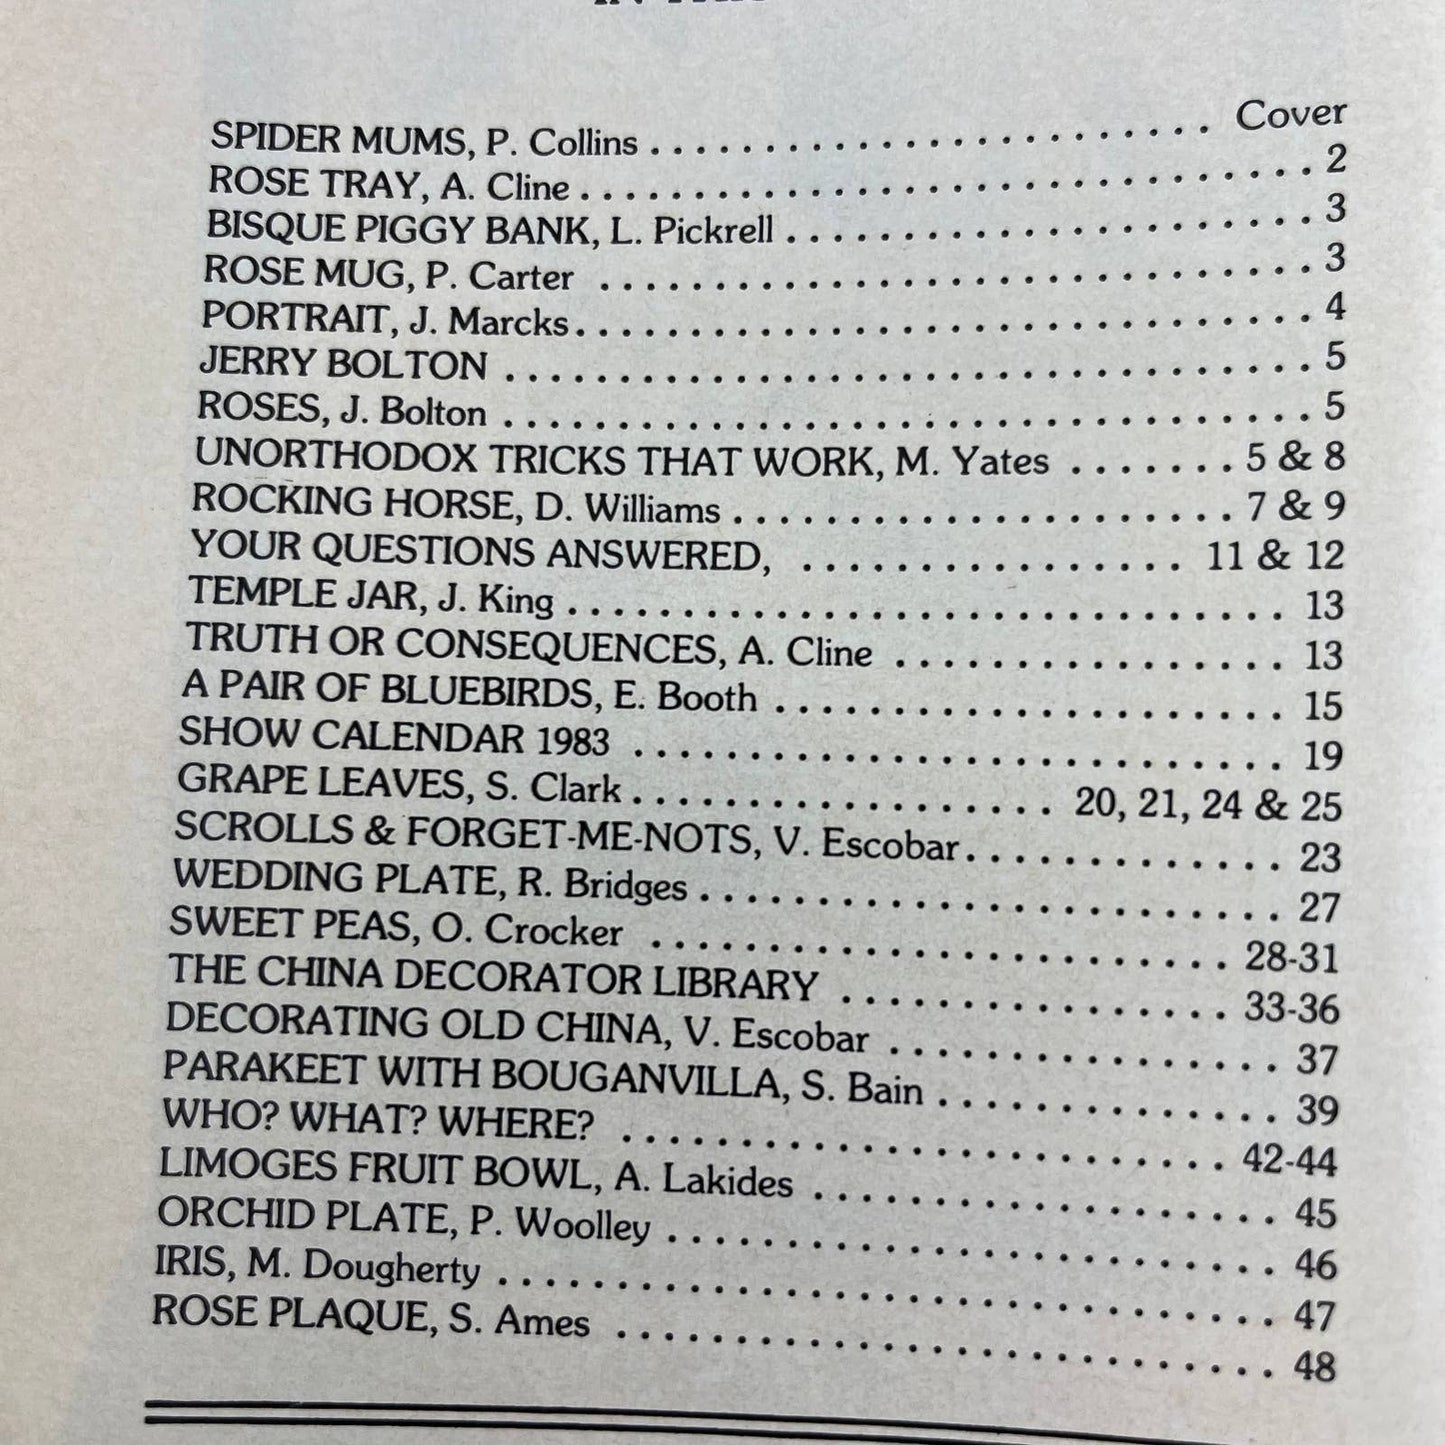 SPIDER MUMS, P. Collins . . . . . . . . . . . . . . . . . . . . . . . . . Cover
ROSE TRAY, A. Cline . . . . . . . . . . . . . . . . . . . . . . . . . . . . . . . . 2
BISQUE PIGGY BANK, L. Pickrell . . . . . . . . . . . . . . . . . . . . . . . 3
ROSE MUG, P. Carter . . . . . . . . . . . . . . . . . . . . . . . . . . . . . . . 3
PORTRAIT, J. Marcks . . . . . . . . . . . . . . . . . . . . . . . . . . . . . . . . 4
JERRY BOLTON . . . . . . . . . . . . . . . . . . . . . . . . . . . . . . . . . . . 5
ROSES, J. Bolton . . . . . . . . . . . . . . . . . . . . . . . . . . . . . . . . . . . 5
UNORTHODOX TRICKS THAT WORK, M. Yates . . . . . . . 5 & 8
ROCKING HORSE, D. Williams . . . . . . . . . . . . . . . . . . . . . . 7 & 9
YOUR QUESTIONS ANSWERED, . . . . . . . . . . . . . . . . . 11 & 12
TEMPLE JAR, J. King . . . . . . . . . . . . . . . . . . . . . . . . . . . . . . . 13
TRUTH OR CONSEQUENCES, A. Cline . . . . . . . . . . . . . . . . . 13
A PAIR OF BLUEBIRDS, E. Booth . . . . . . . . . . . . . . . . . . . . . . 15
SHOW CALENDAR 1983 . . . . . . . . . . . . . . . . . . . . . . . . . . . . 19
GRAPE LEAVES, S. Clark . . . . . . . . . . . . . . . . . . . 20, 21, 24 & 25
SCROLLS & FORGET-ME-NOTS, V. Escobar . . . . . . . . . . . . . . 23
WEDDING PLATE, R. Bridges . . . . . . . . . . . . . . . . . . . . . . . . . 27
SWEET PEAS, O. Crocker . . . . . . . . . . . . . . . . . . . . . . . . . 28-31
THE CHINA DECORATOR LIBRARY . . . . . . . . . . . . . . . . . 33-36
DECORATING OLD CHINA, V. Escobar . . . . . . . . . . . . . . . . . 37
PARAKEET WITH BOUGANVILLA, S. Bain . . . . . . . . . . . . . . . 39
WHO? WHAT? WHERE? . . . . . . . . . . . . . . . . . . . . . . . . . . 42-44
LIMOGES FRUIT BOWL, A. Lakides . . . . . . . . . . . . . . . . . . . . 45
ORCHID PLATE, P. Woolley . . . . . . . . . . . . . . . . . . . . . . . . . . 46
IRIS, M. Dougherty . . . . . . . . . . . . . . . . . . . . . . . . . . . . . . . . . 47
ROSE PLAQUE, S. Ames . . . . . . . . . . . . . . . . . . . . . . . . . . . . 48